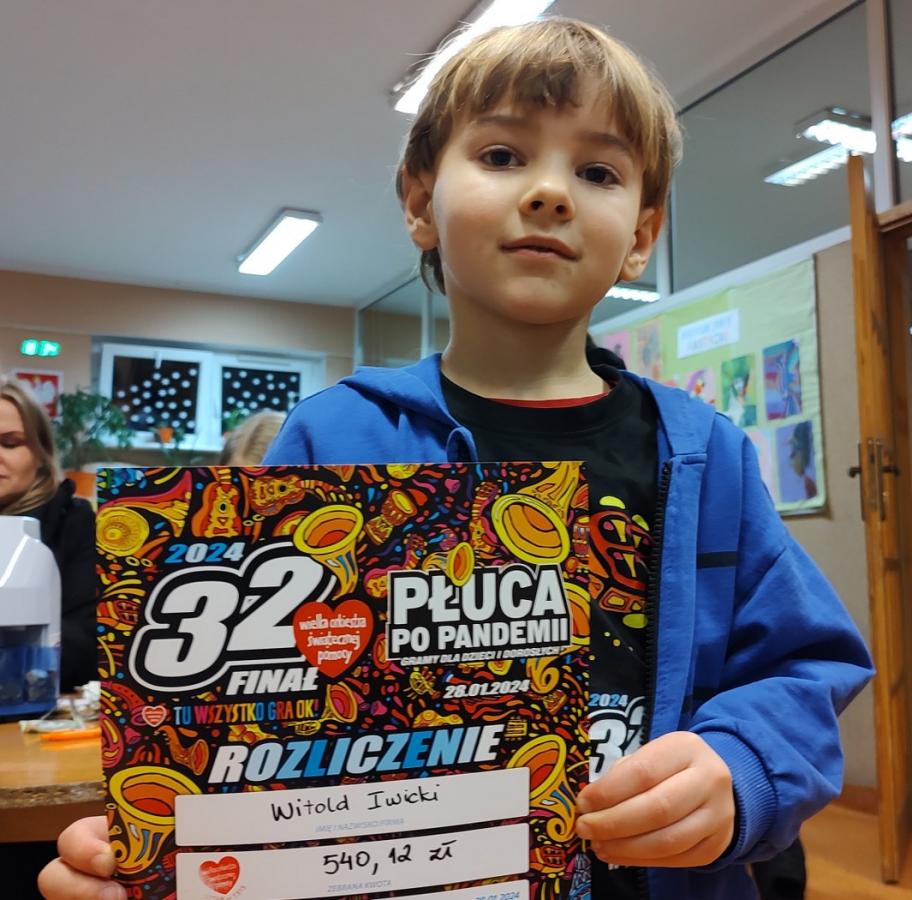 2024
32
FINAŁ
wielka orkiestra
świątecznej
pomocy
PŁUCA
PO PANDEMII
GRAMY DLA DZIECI I DOROSŁYCH!
28.01.2024
TU WSZYSTKO GRA OK!
ROZLICZENIE
Witold Iwicki
IMIĘ I NAZWISKO/FIRMA
540,12 zł
ZEBRANA KWOTA
2024